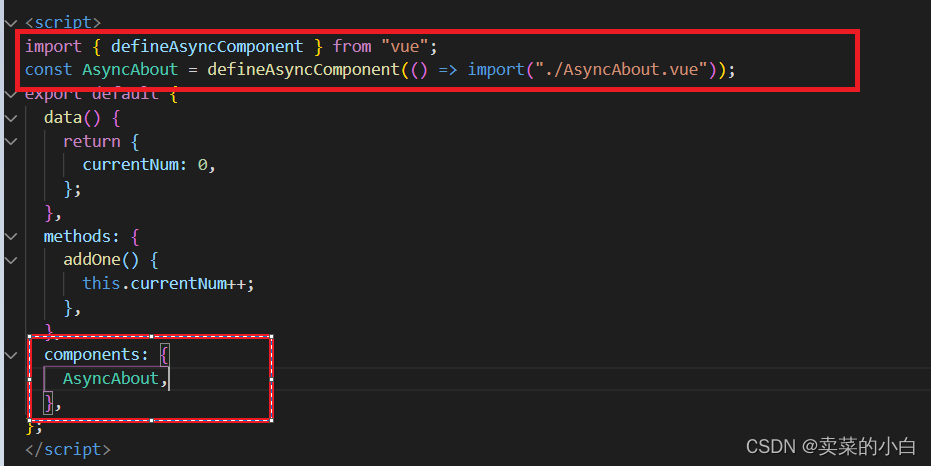 <script>
import { defineAsyncComponent } from "vue";
const AsyncAbout = defineAsyncComponent(() => import("./AsyncAbout.vue"));
export default {
  data() {
    return {
      currentNum: 0,
    };
  },
  methods: {
    addOne() {
      this.currentNum++;
    },
  },
  components: {
    AsyncAbout,
  },
};
</script>
CSDN @卖菜的小白